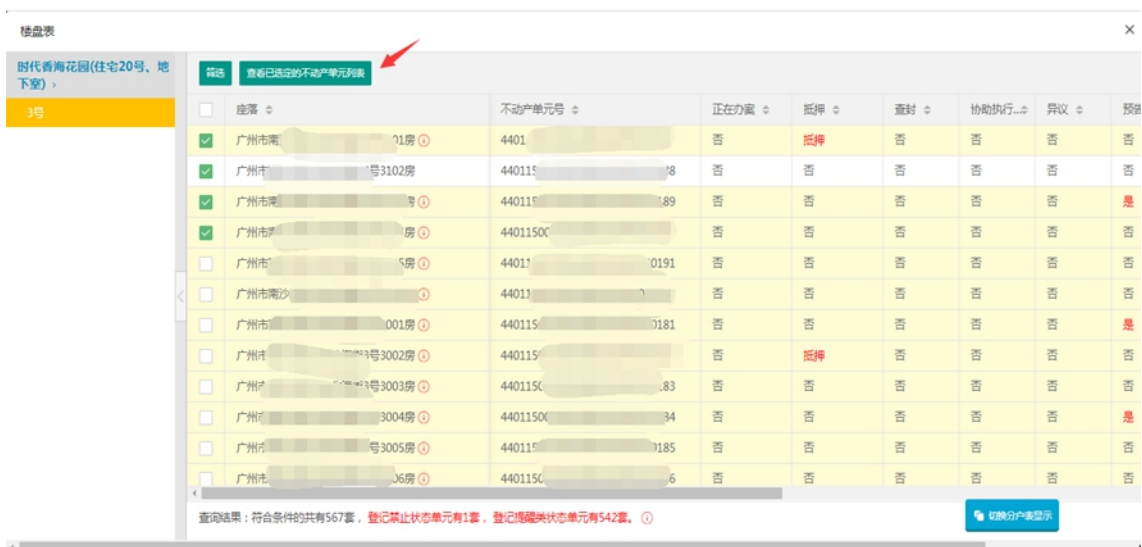 楼盘表
×
时代香海花园(住宅20号、地下室) ›
3号
筛选 查看已选定的不动产单元列表
座落 不动产单元号 正在办案 抵押 查封 协助执行... 异议 预告
广州市南 01房 4401 否 抵押 否 否 否 否
广州市 号3102房 44011 8 否 否 否 否 否 否
广州市南 房 44011 189 否 否 否 否 否 是
广州市 房 44011500 否 否 否 否 否 否
广州市 房 4401 0191 否 否 否 否 否 否
广州市南沙 4401 否 否 否 否 否 否
广州市 001房 440115 0181 否 否 否 否 否 是
广州市 3号3002房 440115 否 抵押 否 否 否 否
广州 3号3003房 4401150 83 否 否 否 否 否 否
广州 3004房 44011500 84 否 否 否 否 否 是
广州 号3005房 44011 0185 否 否 否 否 否 否
广州市 06房 4401150 6 否 否 否 否 否 否
查询结果：符合条件的共有567套，登记禁止状态单元有1套，登记提醒类状态单元有542套。
切换分户表显示